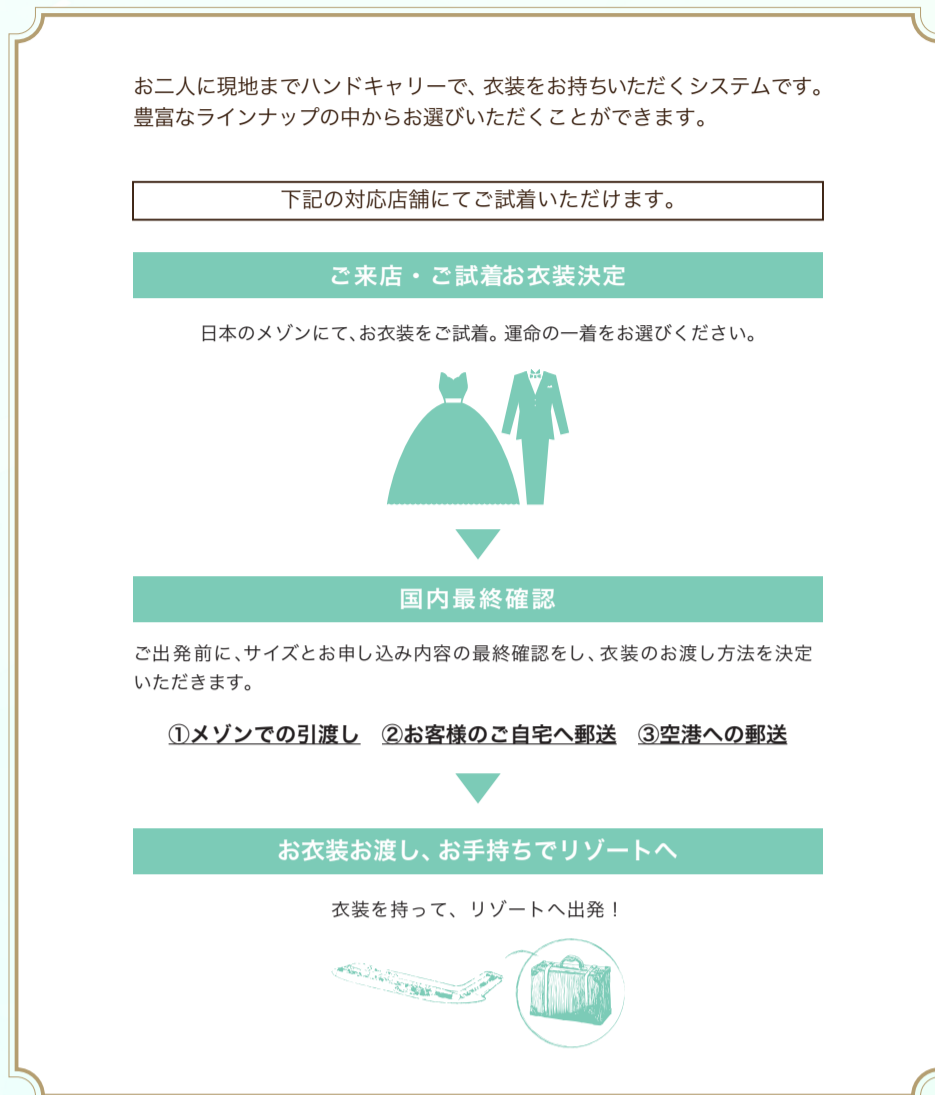 お二人に現地までハンドキャリーで、衣装をお持ちいただくシステムです。
豊富なラインナップの中からお選びいただくことができます。
下記の対応店舗にてご試着いただけます。
ご来店・ご試着お衣装決定
日本のメゾンにて、お衣装をご試着。運命の一着をお選びください。
国内最終確認
ご出発前に、サイズとお申し込み内容の最終確認をし、衣装のお渡し方法を決定
いただきます。
①メゾンでの引渡し ②お客様のご自宅へ郵送 ③空港への郵送
お衣装お渡し、お手持ちでリゾートへ
衣装を持って、リゾートへ出発！